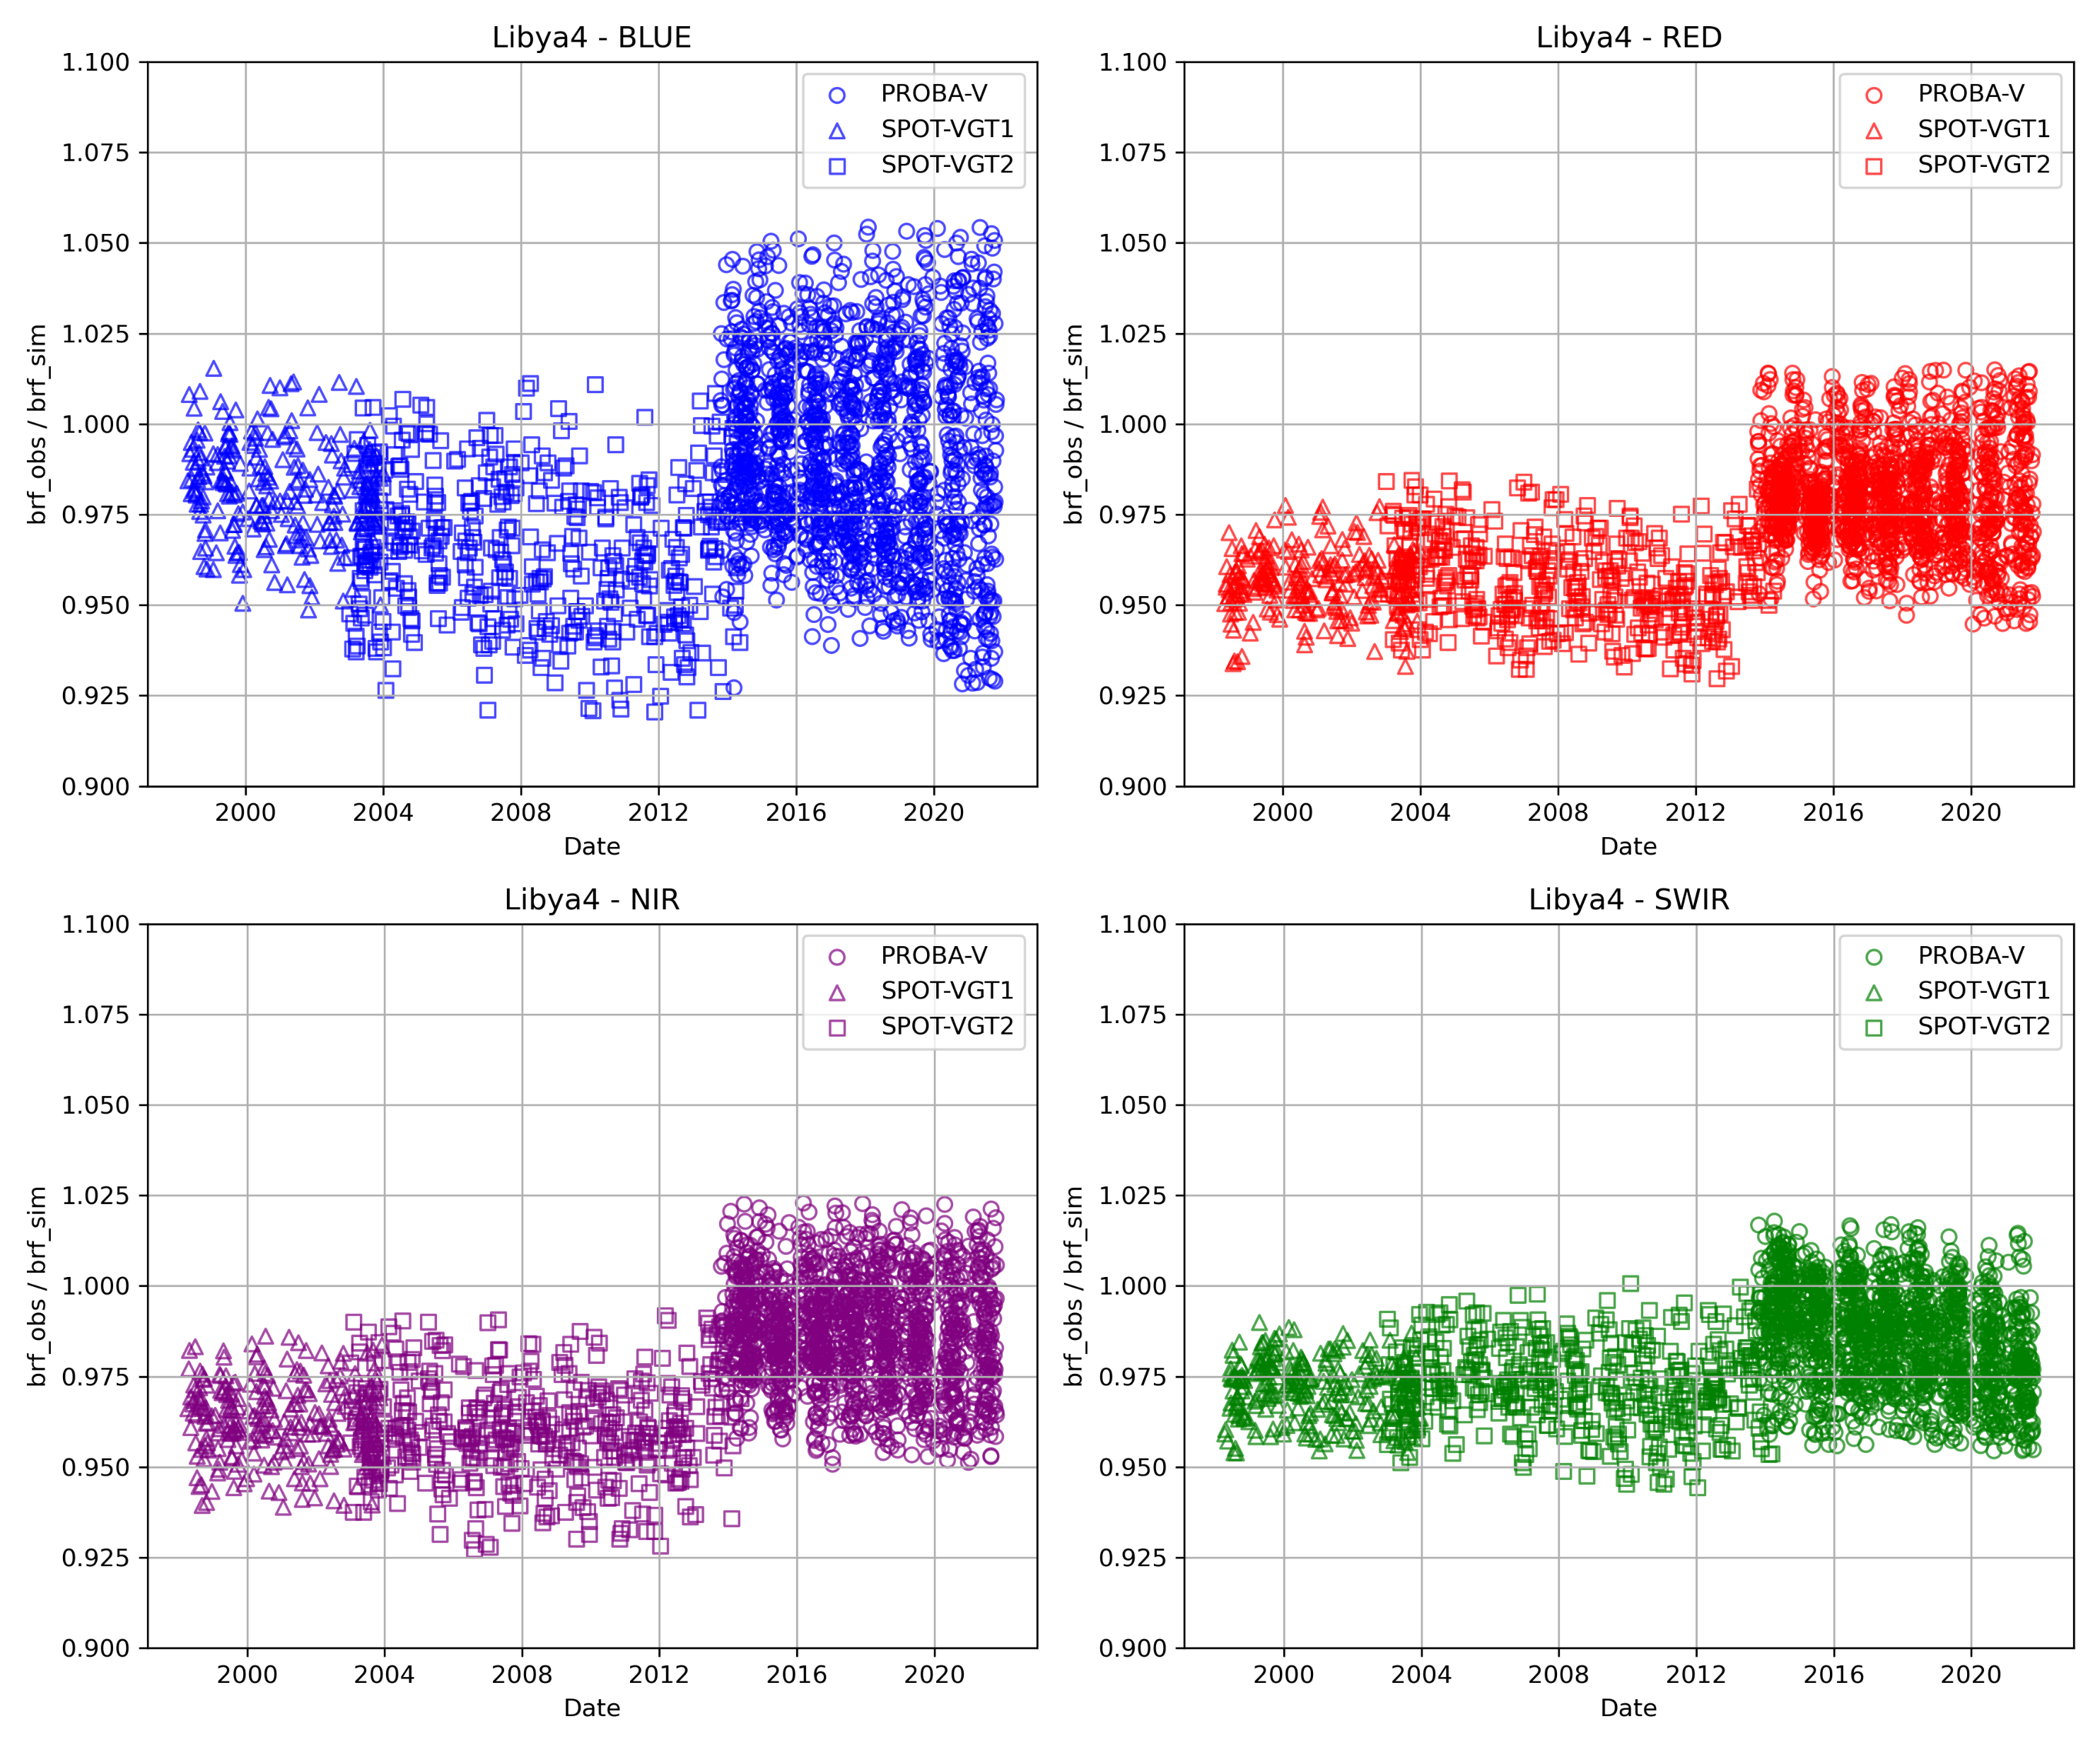 Libya4 - BLUE
1.100
1.075
1.050
1.025
1.000
0.975
0.950
0.925
0.900
brf_obs / brf_sim
PROBA-V
SPOT-VGT1
SPOT-VGT2
2000 2004 2008 2012 2016 2020
Date
Libya4 - RED
1.100
1.075
1.050
1.025
1.000
0.975
0.950
0.925
0.900
brf_obs / brf_sim
PROBA-V
SPOT-VGT1
SPOT-VGT2
2000 2004 2008 2012 2016 2020
Date
Libya4 - NIR
1.100
1.075
1.050
1.025
1.000
0.975
0.950
0.925
0.900
brf_obs / brf_sim
PROBA-V
SPOT-VGT1
SPOT-VGT2
2000 2004 2008 2012 2016 2020
Date
Libya4 - SWIR
1.100
1.075
1.050
1.025
1.000
0.975
0.950
0.925
0.900
brf_obs / brf_sim
PROBA-V
SPOT-VGT1
SPOT-VGT2
2000 2004 2008 2012 2016 2020
Date